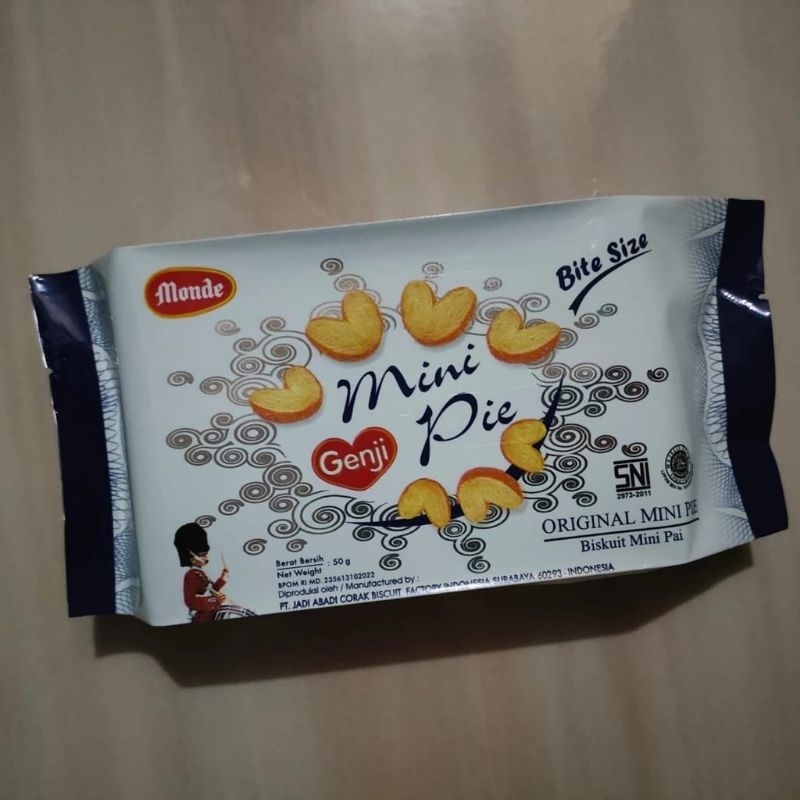 Monde
Bite Size
Mini
Pie
Genji
SNI
2973-2011
ORIGINAL MINI PIE
Biskuit Mini Pai
Berat Bersih
Net Weight : 50 g
BPOM RI MD. 235613102022
Diproduksi oleh / Manufactured by :
PT. JADI ABADI CORAK BISCUIT FACTORY INDONESIA SURABAYA 60293 - INDONESIA